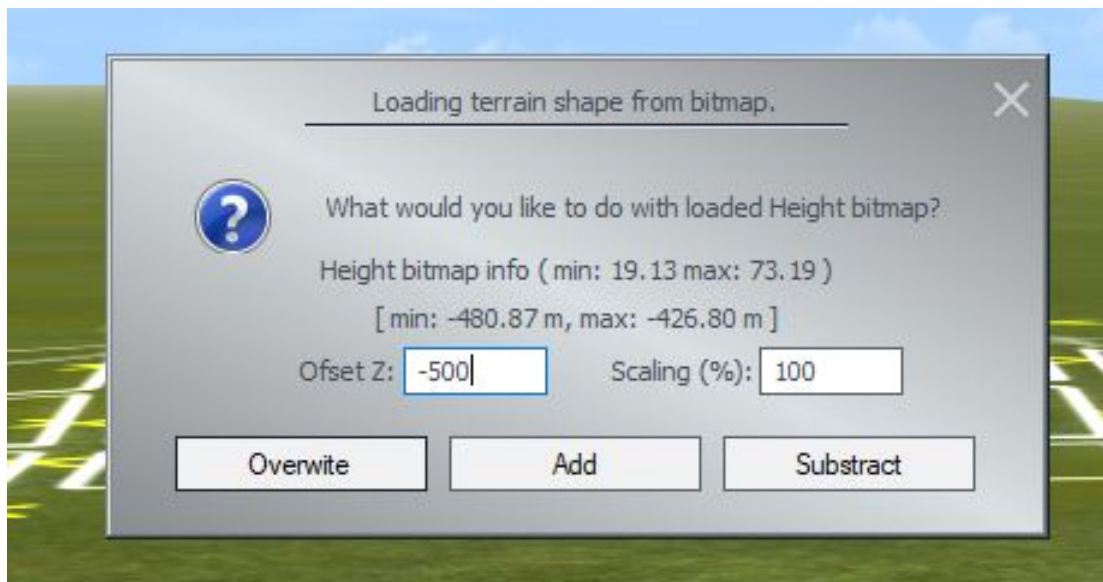 Loading terrain shape from bitmap.
What would you like to do with loaded Height bitmap?
Height bitmap info ( min: 19.13 max: 73.19 )
[ min: -480.87 m, max: -426.80 m ]
Ofset Z: -500 Scaling (%): 100
Overwite Add Substract